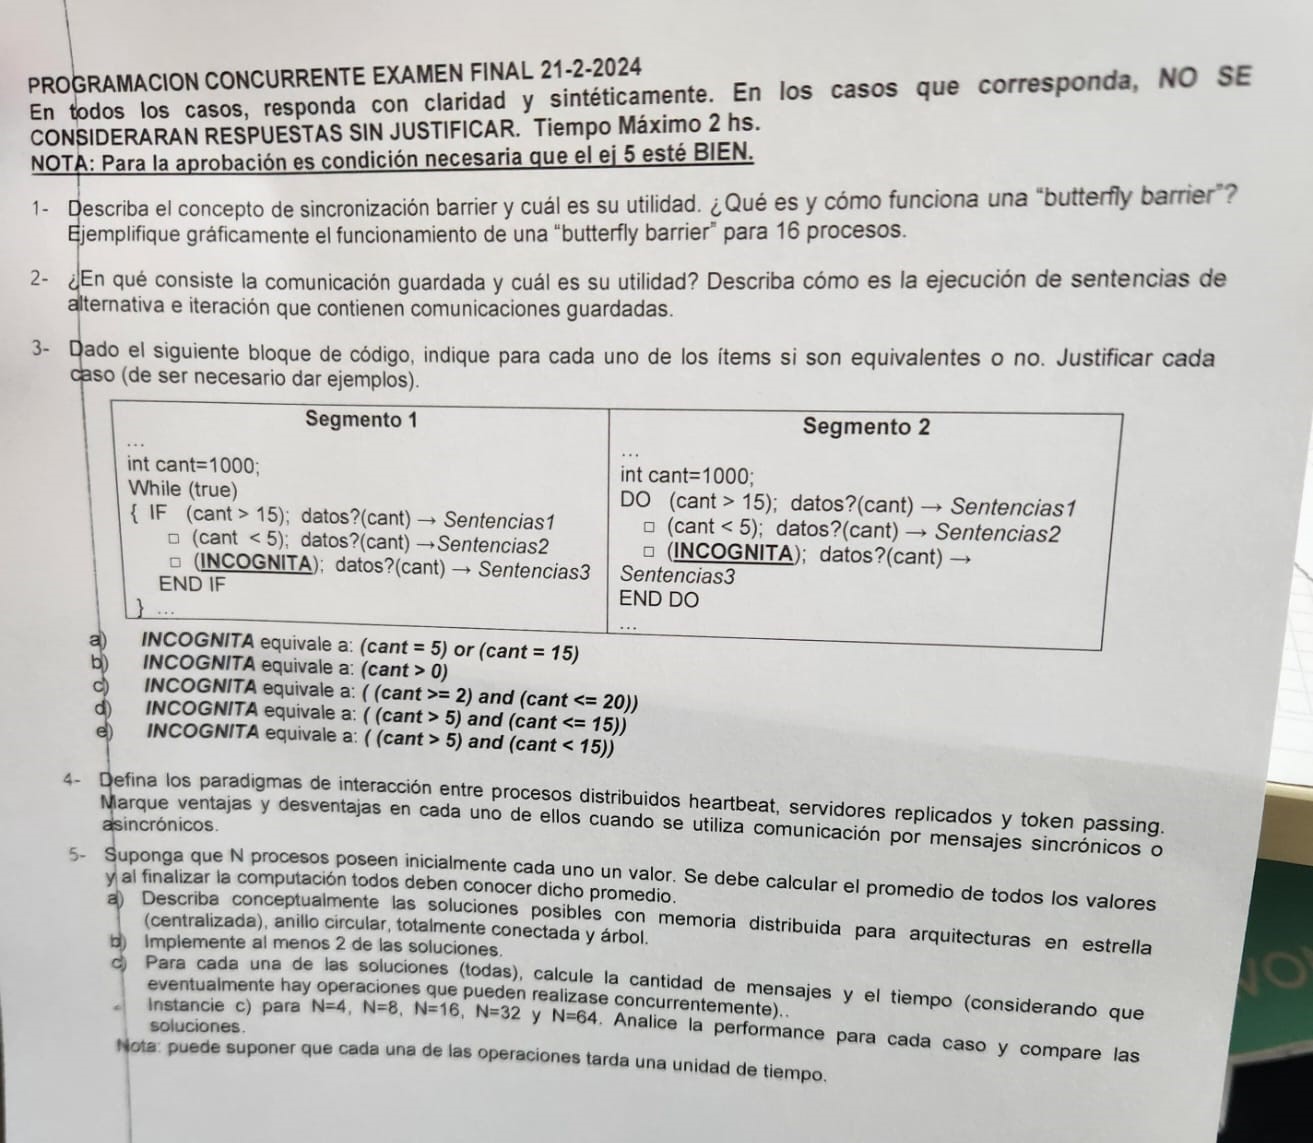 PROGRAMACION CONCURRENTE EXAMEN FINAL 21-2-2024
En todos los casos, responda con claridad y sintéticamente. En los casos que corresponda, NO SE
CONSIDERARAN RESPUESTAS SIN JUSTIFICAR. Tiempo Máximo 2 hs.
NOTA: Para la aprobación es condición necesaria que el ej 5 esté BIEN.
1- Describa el concepto de sincronización barrier y cuál es su utilidad. ¿Qué es y cómo funciona una “butterfly barrier”?
Ejemplifique gráficamente el funcionamiento de una “butterfly barrier” para 16 procesos.
2- ¿En qué consiste la comunicación guardada y cuál es su utilidad? Describa cómo es la ejecución de sentencias de
alternativa e iteración que contienen comunicaciones guardadas.
3- Dado el siguiente bloque de código, indique para cada uno de los ítems si son equivalentes o no. Justificar cada
caso (de ser necesario dar ejemplos).
Segmento 1
...
int cant=1000;
While (true)
{ IF (cant > 15); datos?(cant) → Sentencias1
□ (cant < 5); datos?(cant) →Sentencias2
□ (INCOGNITA); datos?(cant) → Sentencias3
END IF
} ...
Segmento 2
...
int cant=1000;
DO (cant > 15); datos?(cant) → Sentencias1
□ (cant < 5); datos?(cant) → Sentencias2
□ (INCOGNITA); datos?(cant) →
Sentencias3
END DO
...
a) INCOGNITA equivale a: (cant = 5) or (cant = 15)
b) INCOGNITA equivale a: (cant > 0)
c) INCOGNITA equivale a: ( (cant >= 2) and (cant <= 20))
d) INCOGNITA equivale a: ( (cant > 5) and (cant <= 15))
e) INCOGNITA equivale a: ( (cant > 5) and (cant < 15))
4- Defina los paradigmas de interacción entre procesos distribuidos heartbeat, servidores replicados y token passing.
Marque ventajas y desventajas en cada uno de ellos cuando se utiliza comunicación por mensajes sincrónicos o
asincrónicos.
5- Suponga que N procesos poseen inicialmente cada uno un valor. Se debe calcular el promedio de todos los valores
y al finalizar la computación todos deben conocer dicho promedio.
a) Describa conceptualmente las soluciones posibles con memoria distribuida para arquitecturas en estrella
(centralizada), anillo circular, totalmente conectada y árbol.
b) Implemente al menos 2 de las soluciones.
c) Para cada una de las soluciones (todas), calcule la cantidad de mensajes y el tiempo (considerando que
eventualmente hay operaciones que pueden realizase concurrentemente)..
Instancie c) para N=4, N=8, N=16, N=32 y N=64. Analice la performance para cada caso y compare las
soluciones.
Nota: puede suponer que cada una de las operaciones tarda una unidad de tiempo.